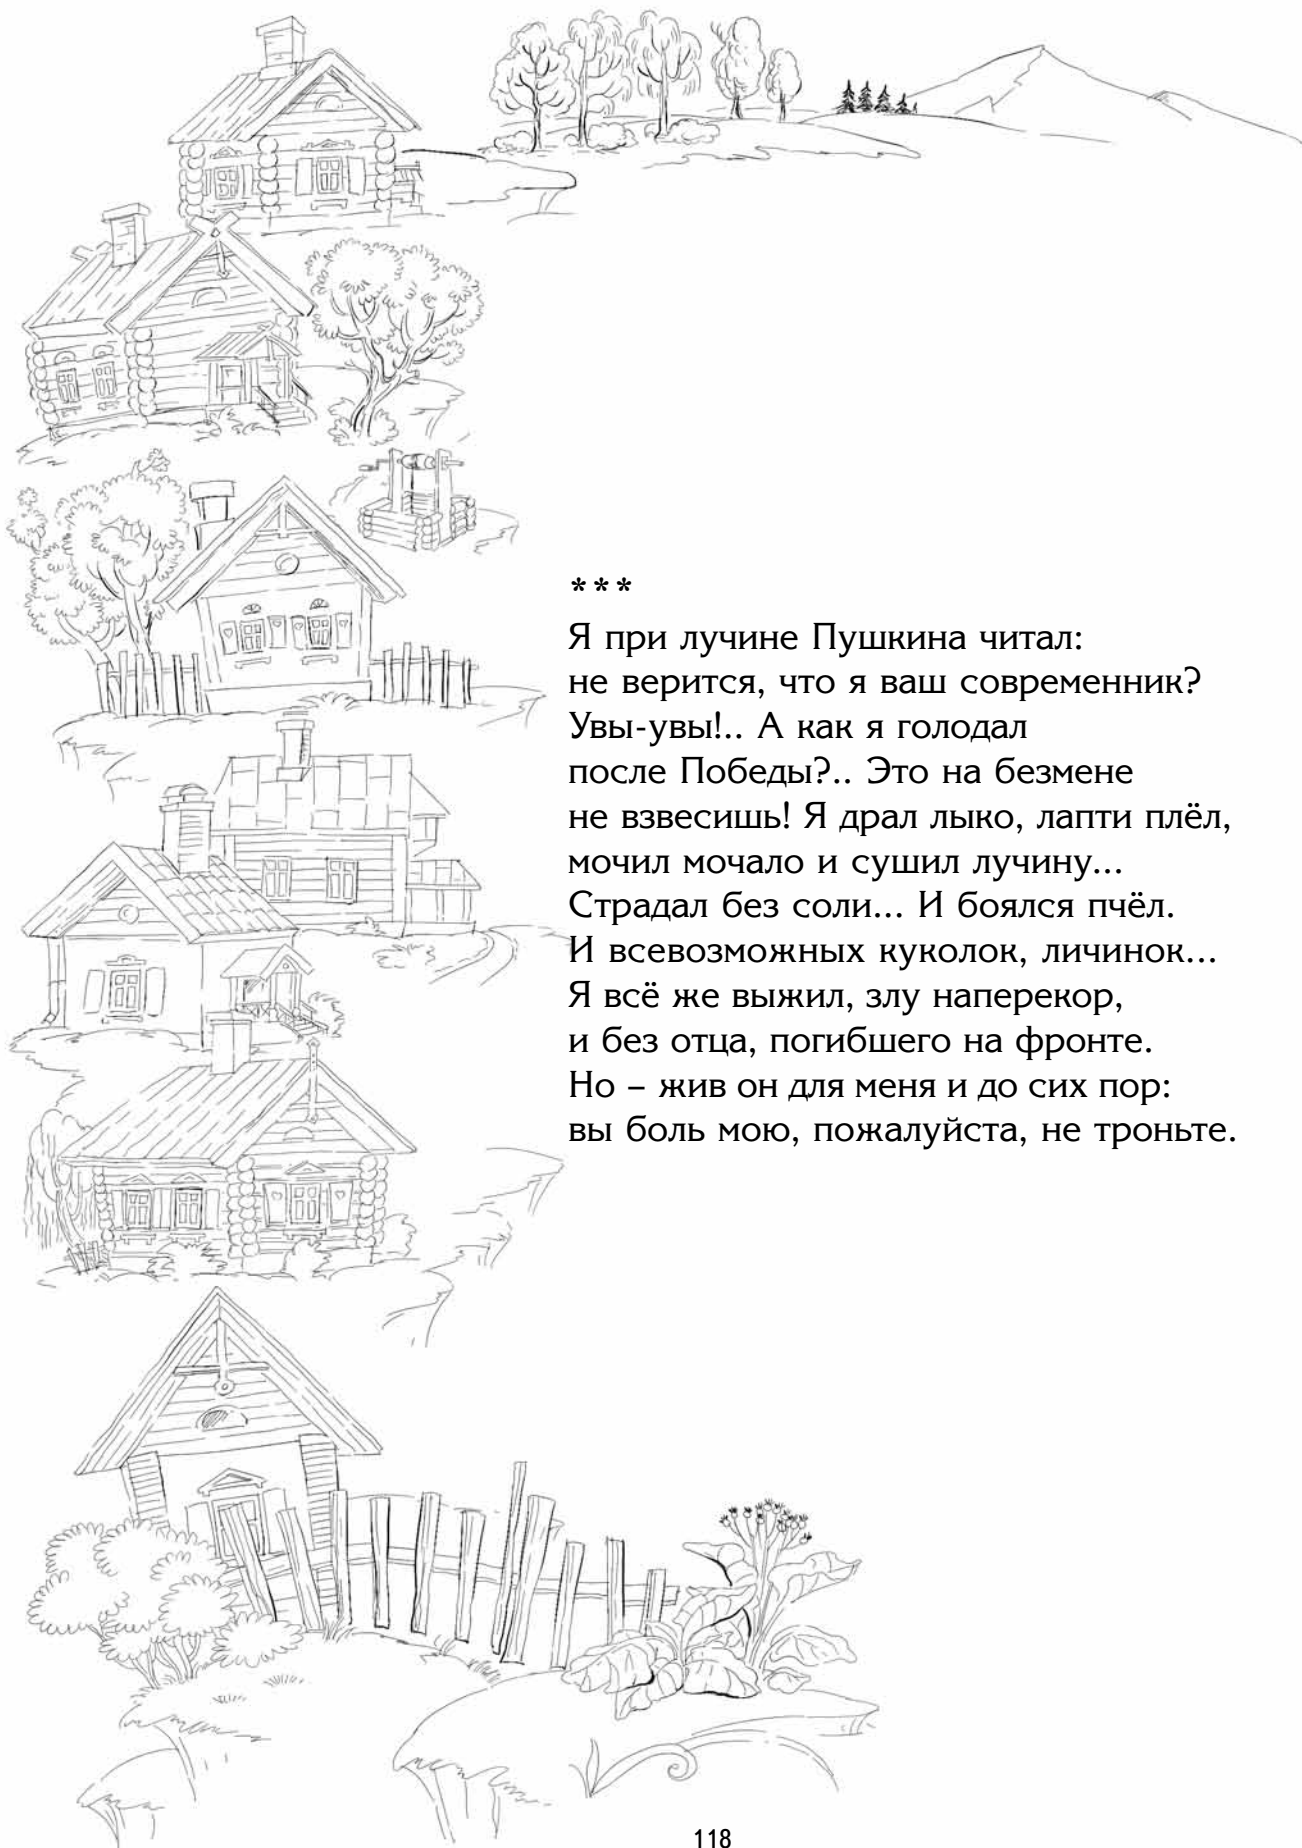 ***
Я при лучине Пушкина читал:
не верится, что я ваш современник?
Увы-увы!.. А как я голодал
после Победы?.. Это на безмене
не взвесишь! Я драл лыко, лапти плёл,
мочил мочало и сушил лучину...
Страдал без соли... И боялся пчёл.
И всевозможных куколок, личинок...
Я всё же выжил, злу наперекор,
и без отца, погибшего на фронте.
Но – жив он для меня и до сих пор:
вы боль мою, пожалуйста, не троньте.
118